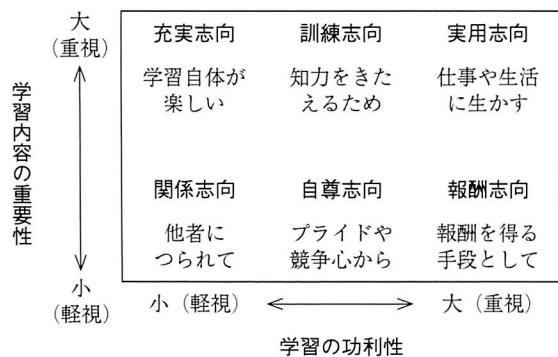 大
（重視）
学習内容の重要性
小
（軽視）
充実志向 訓練志向 実用志向
学習自体が 知力をきた 仕事や生活
楽しい えるため に生かす
関係志向 自尊志向 報酬志向
他者に プライドや 報酬を得る
つられて 競争心から 手段として
小（軽視） 大（重視）
学習の功利性